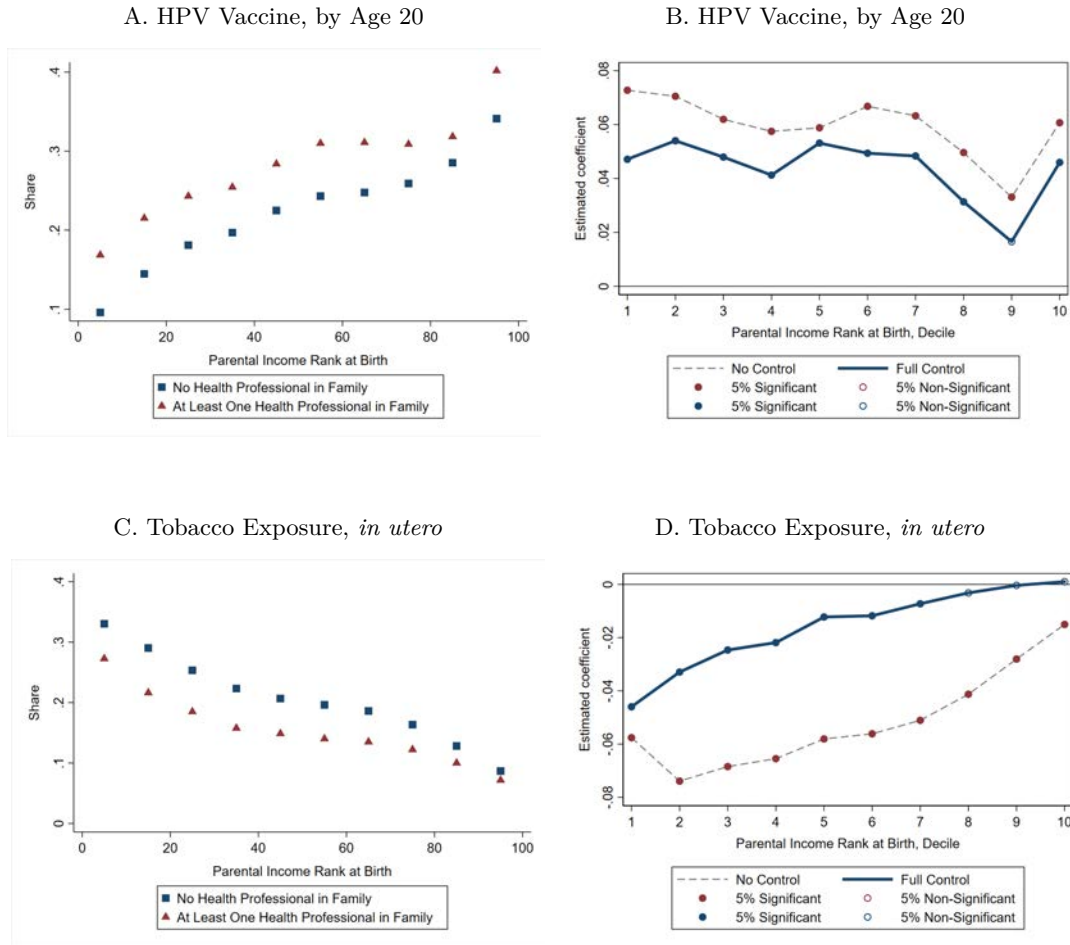 A. HPV Vaccine, by Age 20
.4
.3
.2
.1
Share
0 20 40 60 80 100
Parental Income Rank at Birth
No Health Professional in Family
At Least One Health Professional in Family
B. HPV Vaccine, by Age 20
.08
.06
.04
.02
0
Estimated coefficient
1 2 3 4 5 6 7 8 9 10
Parental Income Rank at Birth, Decile
No Control Full Control
5% Significant 5% Non-Significant
5% Significant 5% Non-Significant
C. Tobacco Exposure, in utero
.4
.3
.2
.1
0
Share
0 20 40 60 80 100
Parental Income Rank at Birth
No Health Professional in Family
At Least One Health Professional in Family
D. Tobacco Exposure, in utero
0
-.02
-.04
-.06
-.08
Estimated coefficient
1 2 3 4 5 6 7 8 9 10
Parental Income Rank at Birth, Decile
No Control Full Control
5% Significant 5% Non-Significant
5% Significant 5% Non-Significant